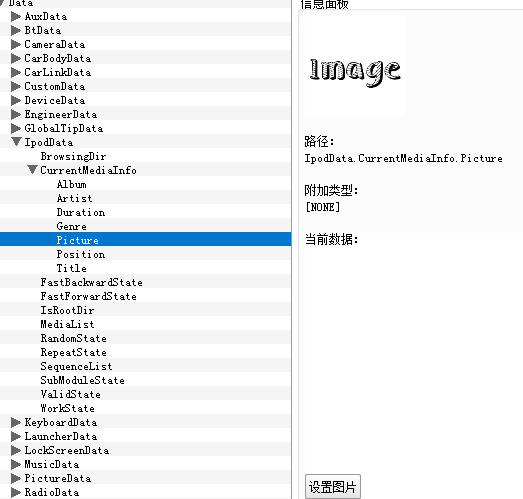 Data
AuxData
BtData
CameraData
CarBodyData
CarLinkData
CustomData
DeviceData
EngineerData
GlobalTipData
IpodData
BrowsingDir
CurrentMediaInfo
Album
Artist
Duration
Genre
Picture
Position
Title
FastBackwardState
FastForwardState
IsRootDir
MediaList
RandomState
RepeatState
SequenceList
SubModuleState
ValidState
WorkState
KeyboardData
LauncherData
LockScreenData
MusicData
PictureData
RadioData
信息面板
Image
路径:
IpodData.CurrentMediaInfo.Picture
附加类型:
[NONE]
当前数据:
设置图片